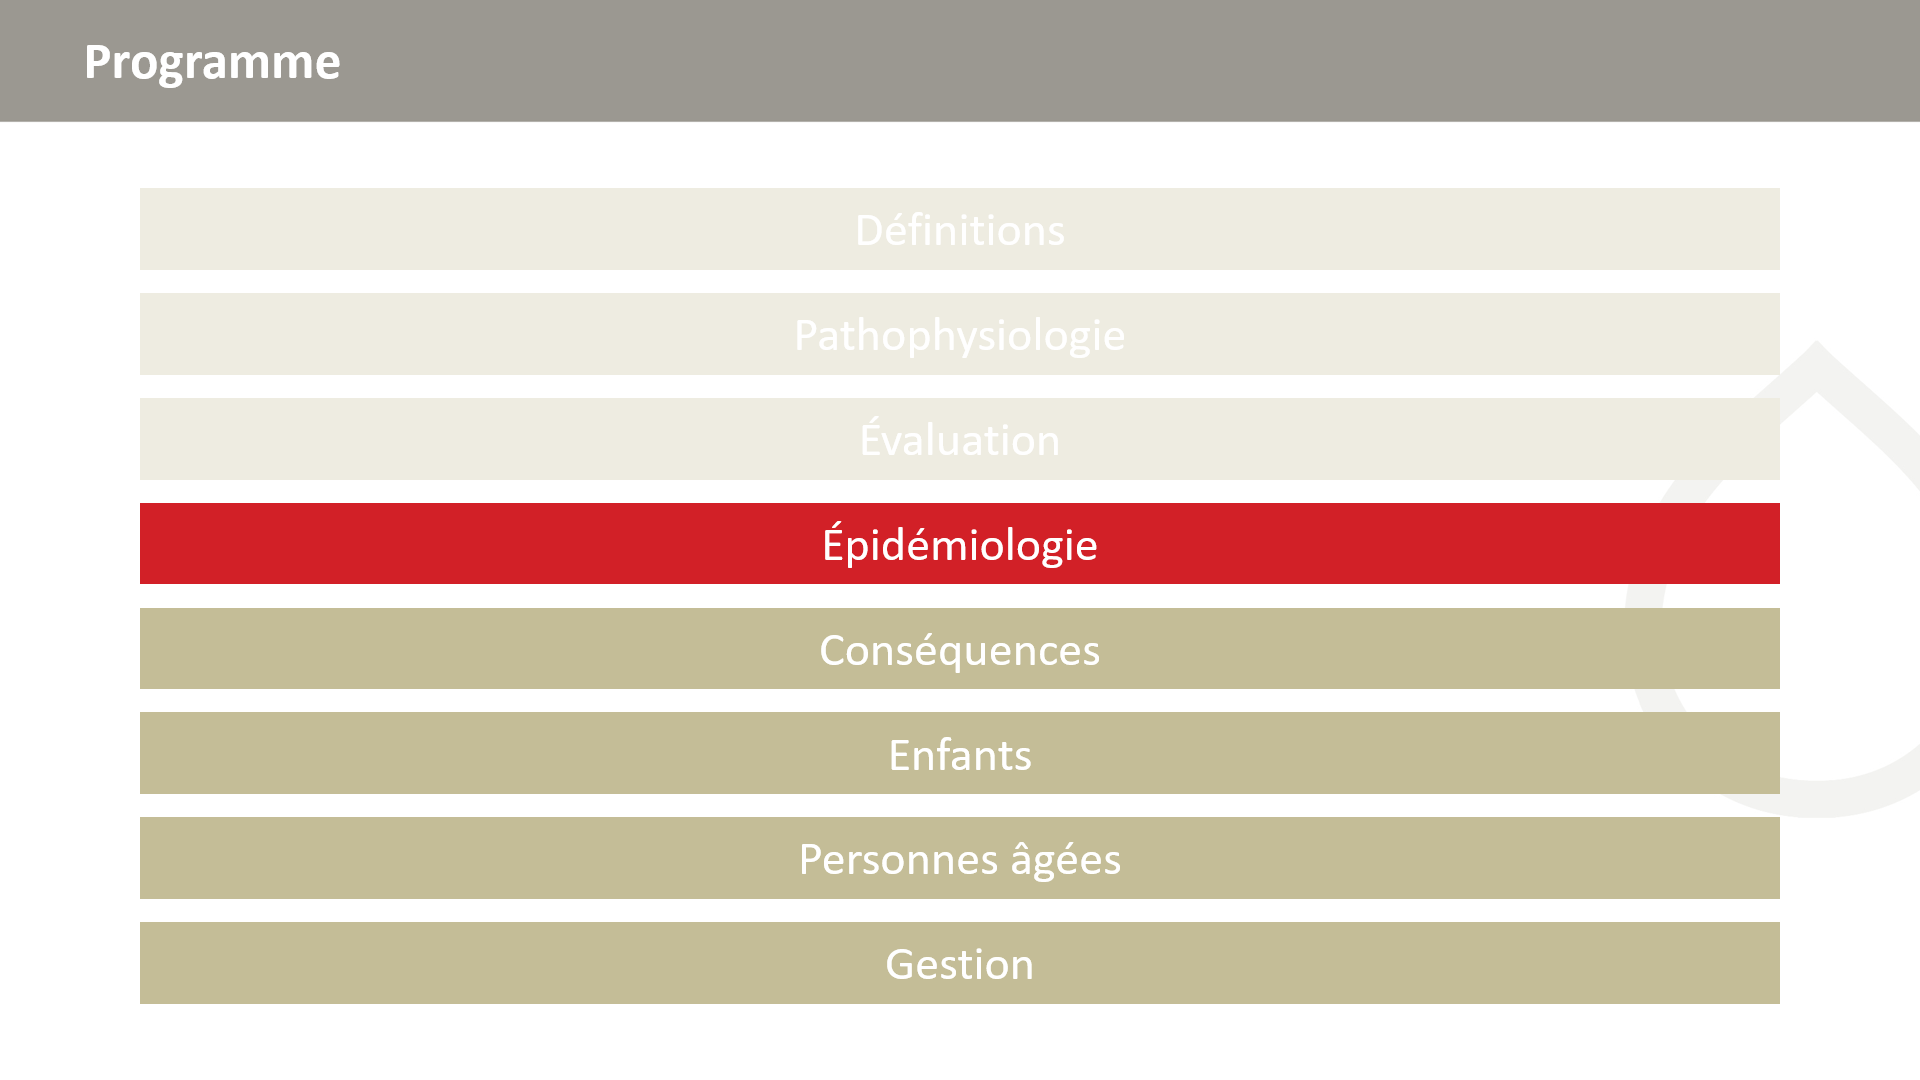 Programme
Définitions
Pathophysiologie
Évaluation
Épidémiologie
Conséquences
Enfants
Personnes âgées
Gestion